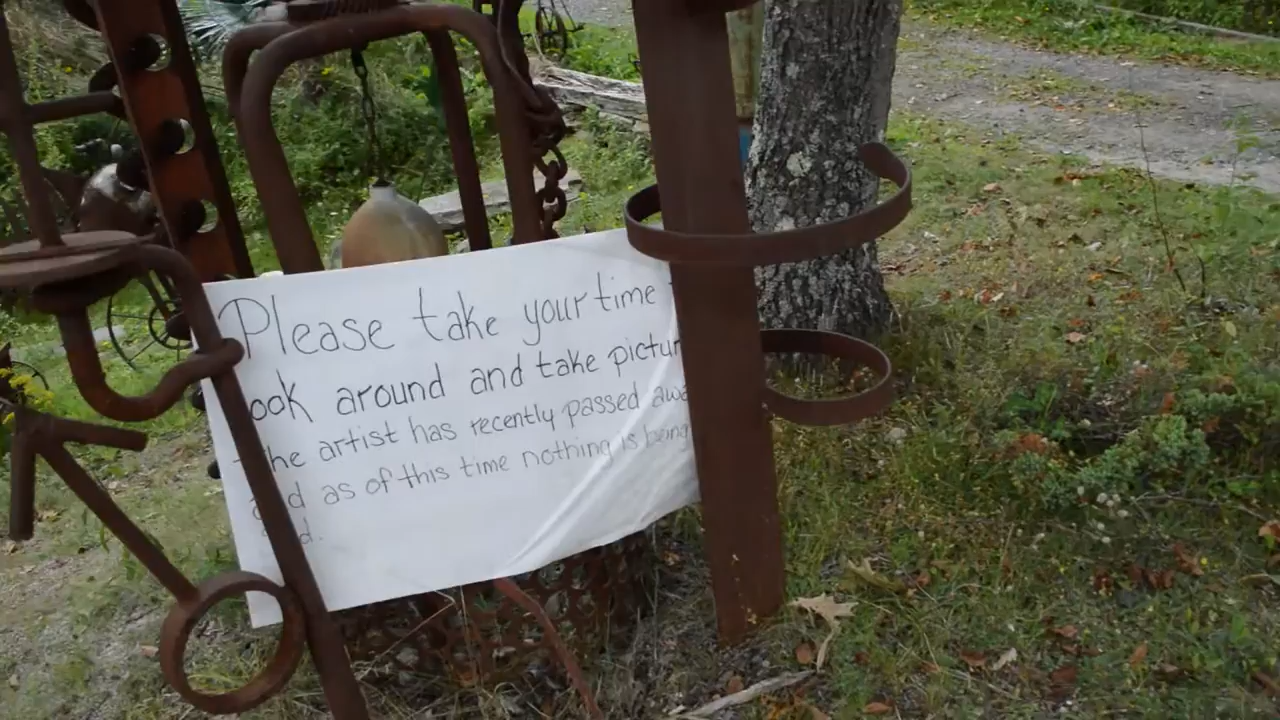 Please take your time
ook around and take pictur
he artist has recently passed awa
d as of this time nothing is being
d.